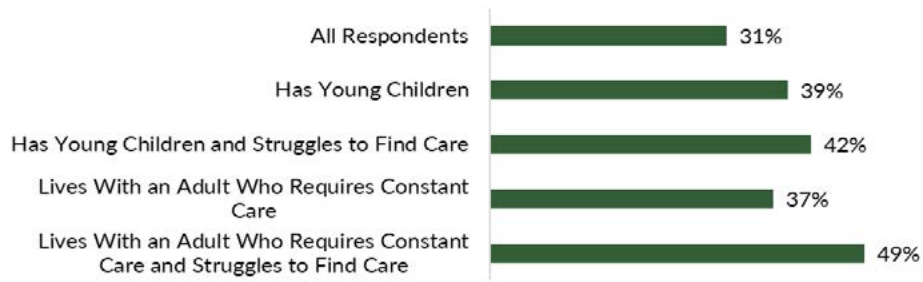 All Respondents 31%
Has Young Children 39%
Has Young Children and Struggles to Find Care 42%
Lives With an Adult Who Requires Constant
Care 37%
Lives With an Adult Who Requires Constant
Care and Struggles to Find Care 49%